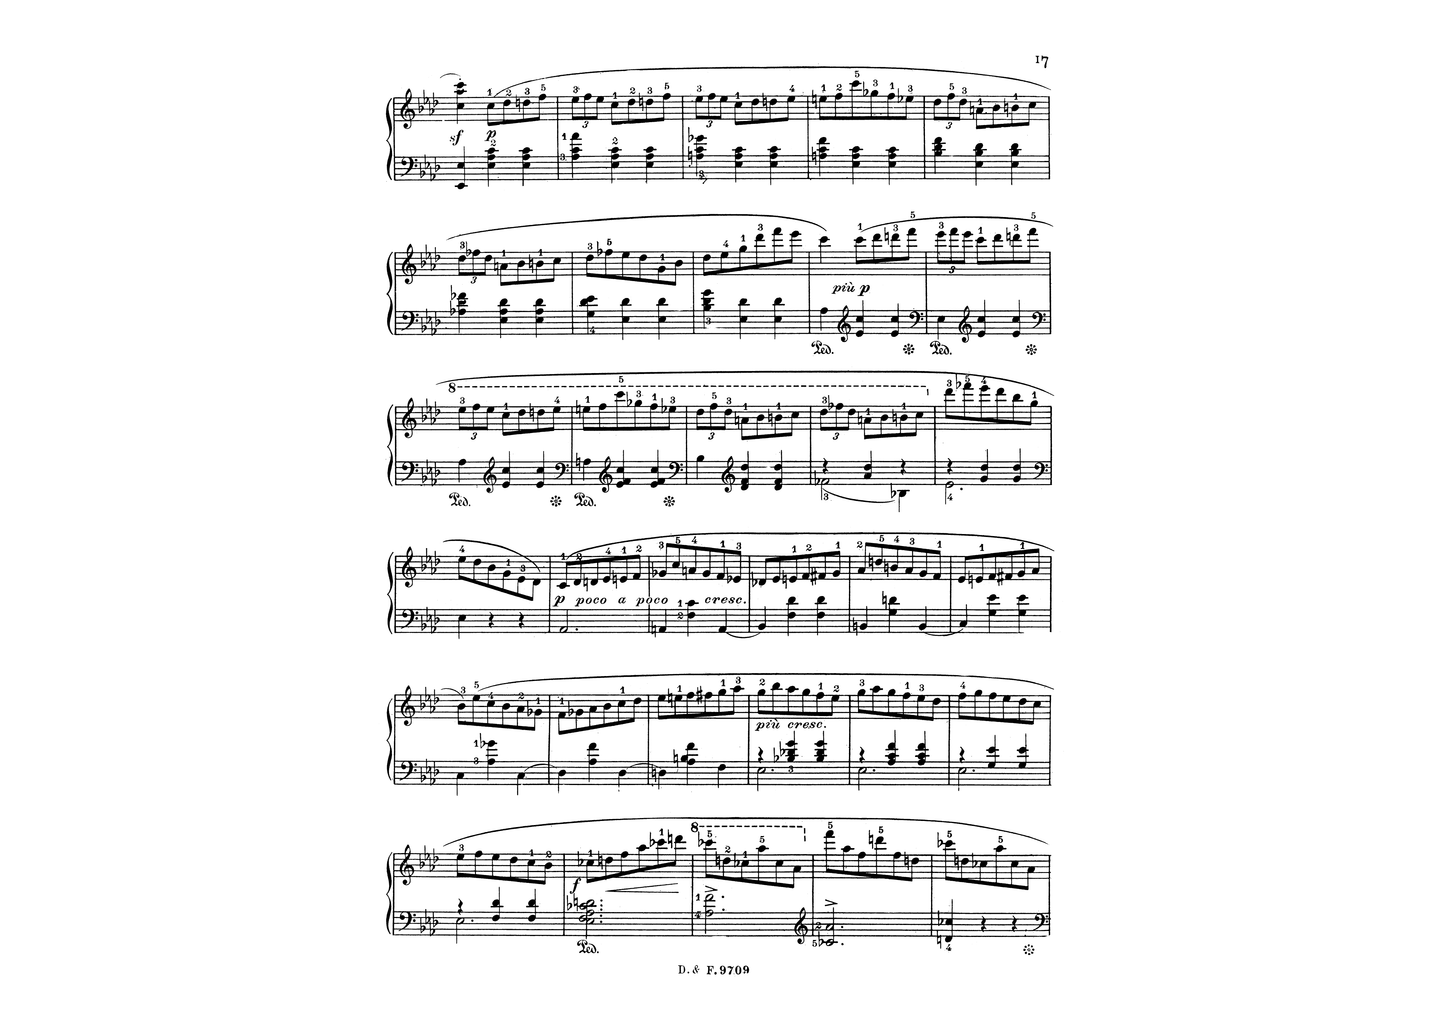 17
sf p
più p
Ped. Ped.
8
Ped. Ped.
p poco a poco cresc.
più cresc.
8
f
Ped.
D. & F. 9709